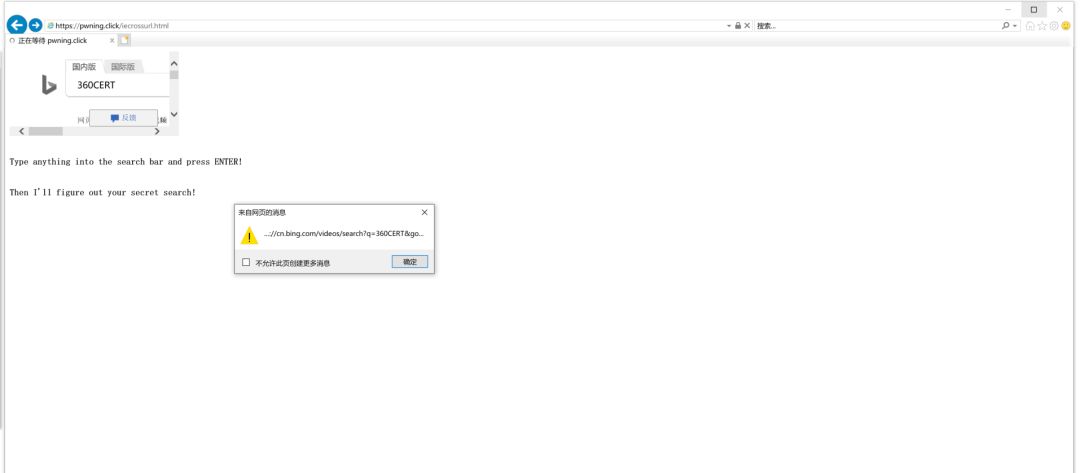 https://pwning.click/iecrossurl.html
搜索...
正在等待 pwning.click
国内版 国际版
360CERT
反馈
Type anything into the search bar and press ENTER!
Then I'll figure out your secret search!
来自网页的消息
...://cn.bing.com/videos/search?q=360CERT&go...
不允许此页创建更多消息
确定